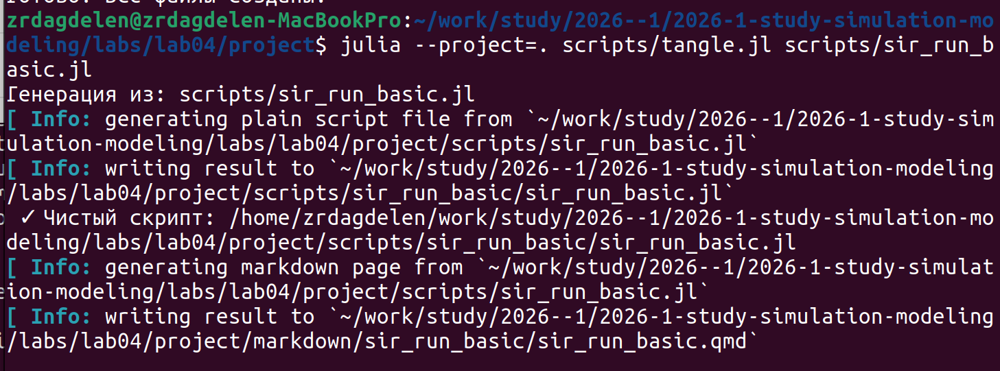 Готово! Все файлы созданы.
zrdagdelen@zrdagdelen-MacBookPro:~/work/study/2026--1/2026-1-study-simulation-mo
deling/labs/lab04/project$ julia --project=. scripts/tangle.jl scripts/sir_run_b
asic.jl
Генерация из: scripts/sir_run_basic.jl
[ Info: generating plain script file from `~/work/study/2026--1/2026-1-study-sim
ulation-modeling/labs/lab04/project/scripts/sir_run_basic.jl`
[ Info: writing result to `~/work/study/2026--1/2026-1-study-simulation-modeling
/labs/lab04/project/scripts/sir_run_basic/sir_run_basic.jl`
✓ Чистый скрипт: /home/zrdagdelen/work/study/2026--1/2026-1-study-simulation-mo
deling/labs/lab04/project/scripts/sir_run_basic/sir_run_basic.jl
[ Info: generating markdown page from `~/work/study/2026--1/2026-1-study-simulat
ion-modeling/labs/lab04/project/scripts/sir_run_basic.jl`
[ Info: writing result to `~/work/study/2026--1/2026-1-study-simulation-modeling
/labs/lab04/project/markdown/sir_run_basic/sir_run_basic.qmd`